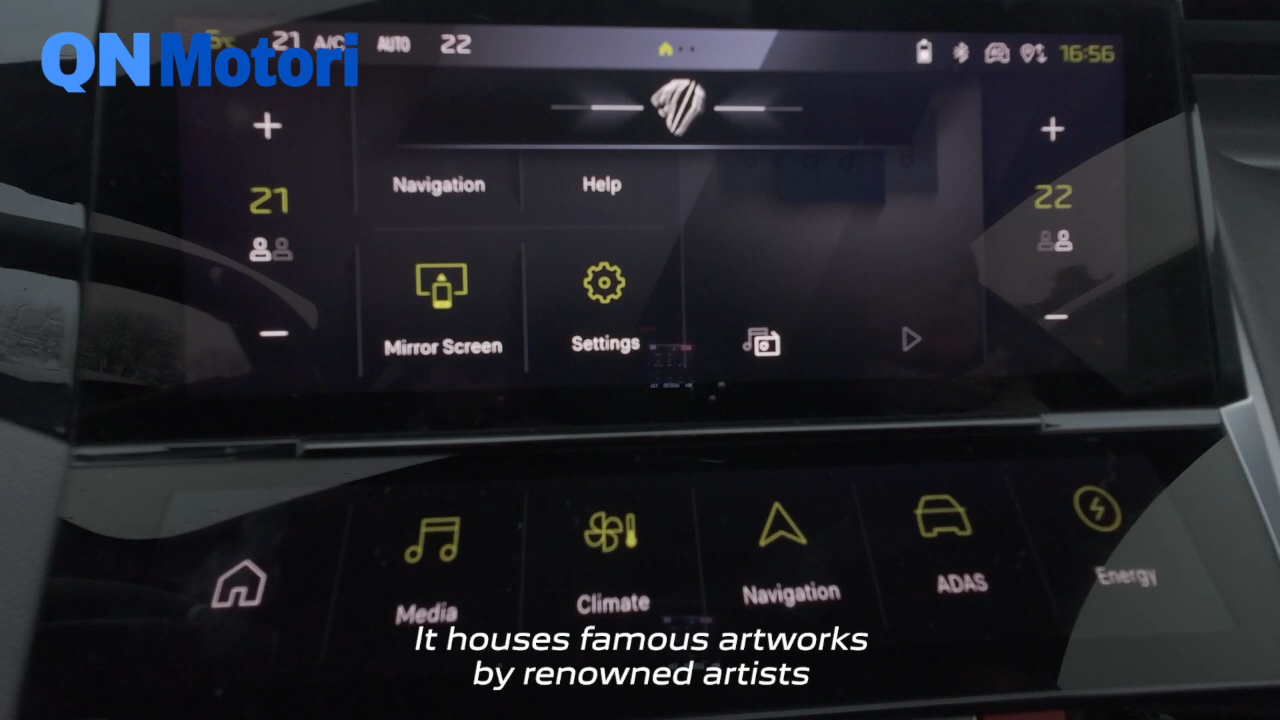 QN Motori
21 A/C AUTO 22
16:56
21
22
Navigation
Help
Mirror Screen
Settings
Media
Climate
Navigation
ADAS
Energy
It houses famous artworks
by renowned artists